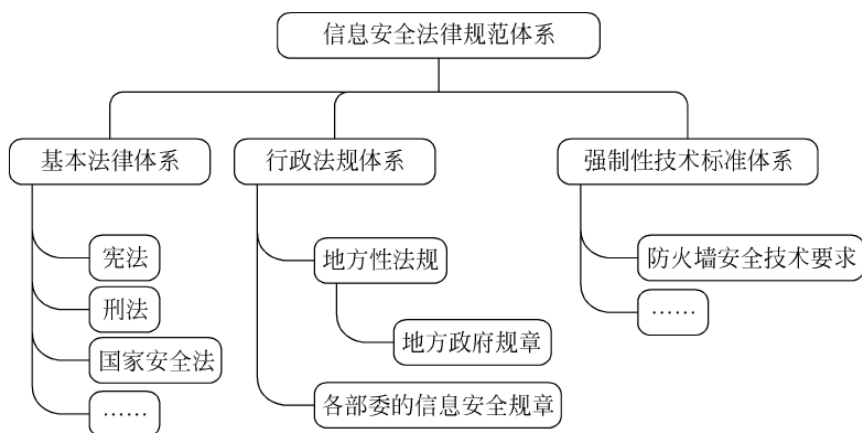 信息安全法律规范体系
基本法律体系
行政法规体系
强制性技术标准体系
宪法
刑法
国家安全法
……
地方性法规
地方政府规章
各部委的信息安全规章
防火墙安全技术要求
……